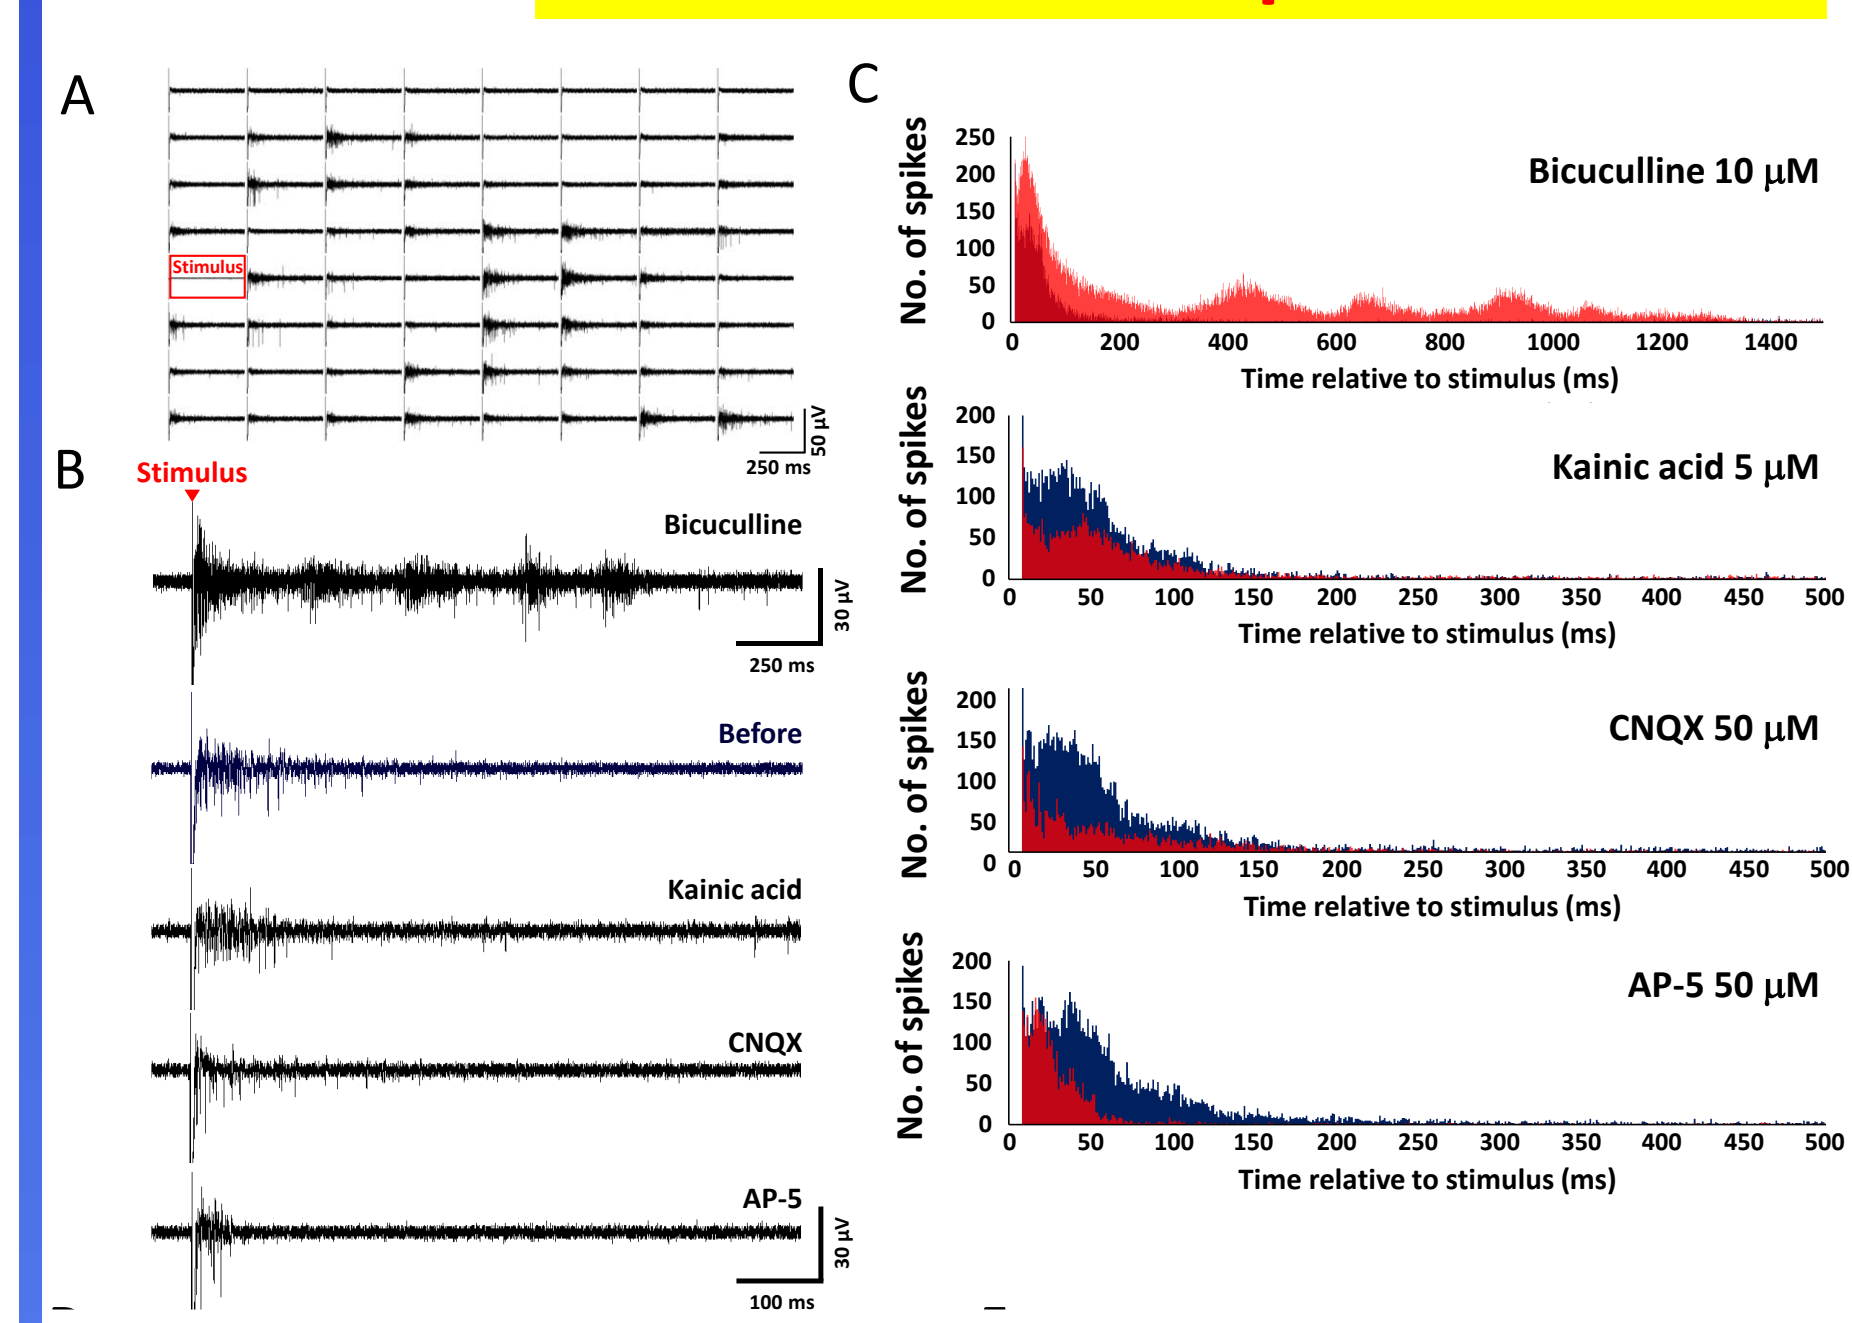 A
Stimulus
50 µV
250 ms
B
Stimulus
Bicuculline
30 µV
250 ms
Before
Kainic acid
CNQX
AP-5
30 µV
100 ms
C
No. of spikes
250
200
150
100
50
0
Bicuculline 10 µM
0 200 400 600 800 1000 1200 1400
Time relative to stimulus (ms)
No. of spikes
200
150
100
50
0
Kainic acid 5 µM
0 50 100 150 200 250 300 350 400 450 500
Time relative to stimulus (ms)
No. of spikes
200
150
100
50
0
CNQX 50 µM
0 50 100 150 200 250 300 350 400 450 500
Time relative to stimulus (ms)
No. of spikes
200
150
100
50
0
AP-5 50 µM
0 50 100 150 200 250 300 350 400 450 500
Time relative to stimulus (ms)